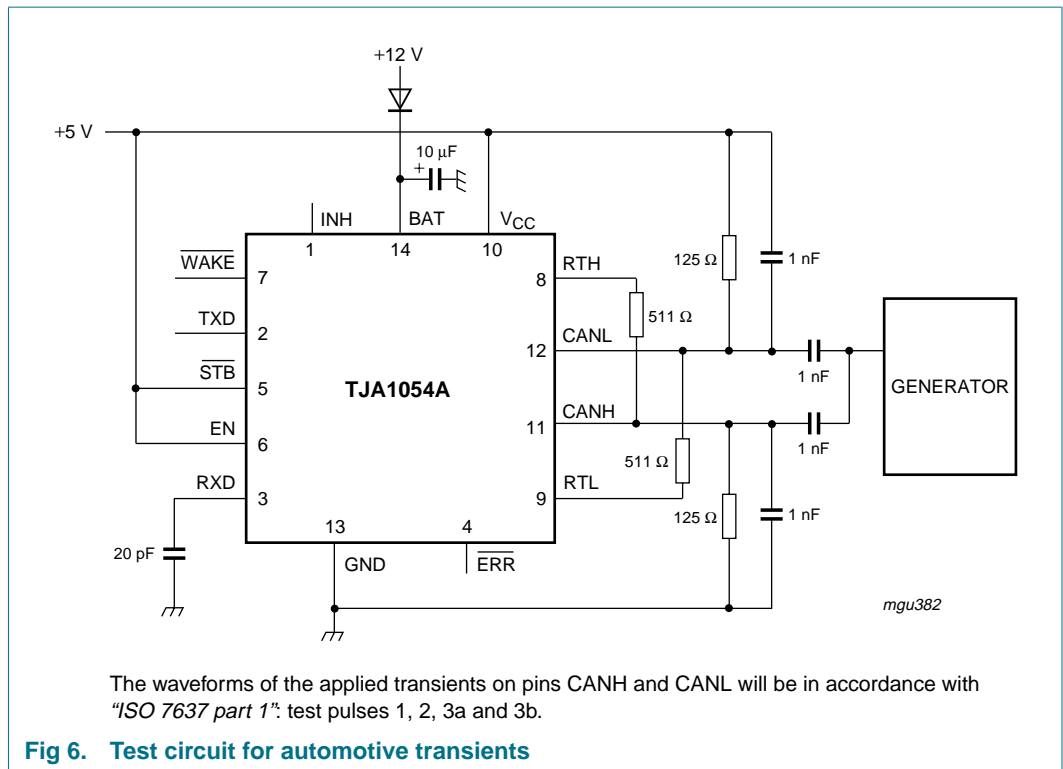 +12 V
+5 V
10 μF
+
INH
BAT
VCC
1
14
10
WAKE
7
RTH
8
125 Ω
1 nF
511 Ω
TXD
2
CANL
12
1 nF
STB
5
TJA1054A
GENERATOR
CANH
11
EN
6
1 nF
511 Ω
RXD
3
RTL
9
125 Ω
1 nF
13
4
20 pF
GND
ERR
mgu382
The waveforms of the applied transients on pins CANH and CANL will be in accordance with
“ISO 7637 part 1”: test pulses 1, 2, 3a and 3b.
Fig 6. Test circuit for automotive transients